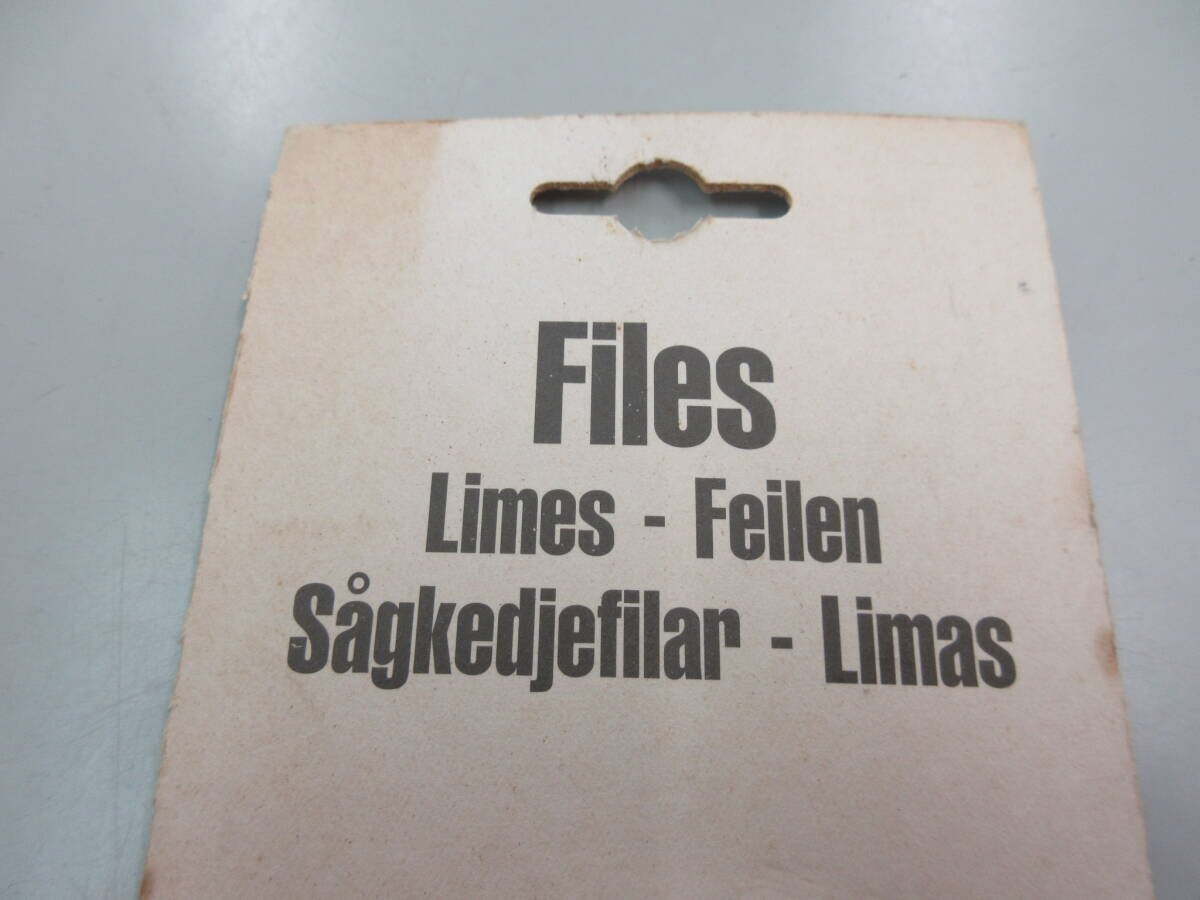 Files
Limes - Feilen
Sågkedjefilar - Limas